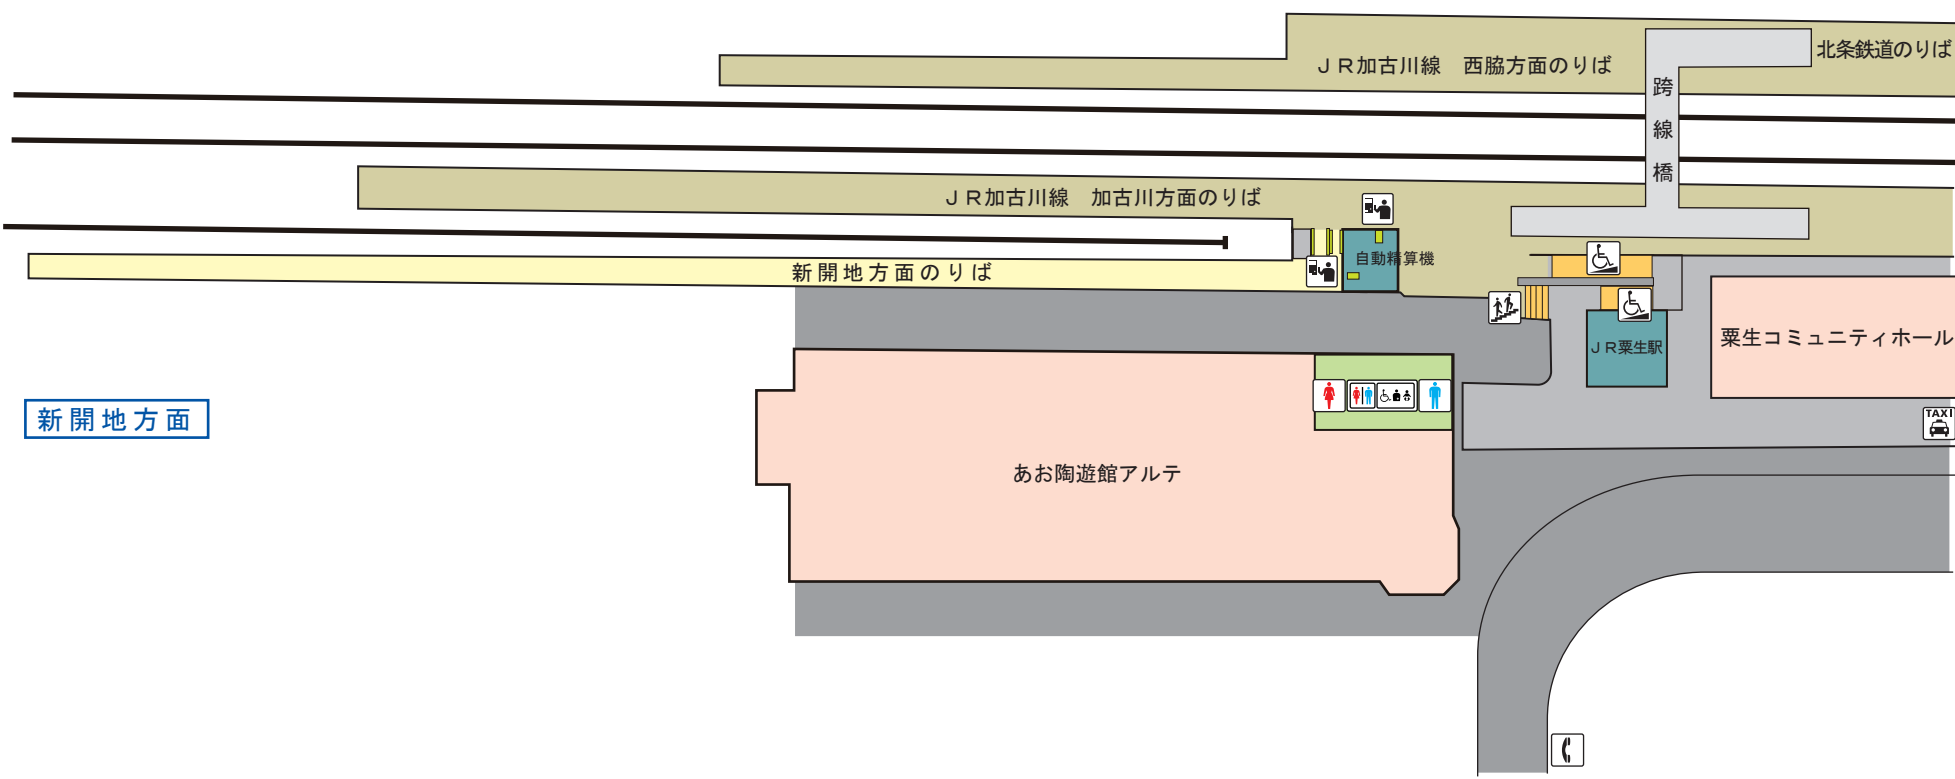 北条鉄道のりば
ＪＲ加古川線　西脇方面のりば
跨線橋
ＪＲ加古川線　加古川方面のりば
自動精算機
新開地方面のりば
ＪＲ粟生駅
粟生コミュニティホール
新開地方面
TAXI
あお陶遊館アルテ